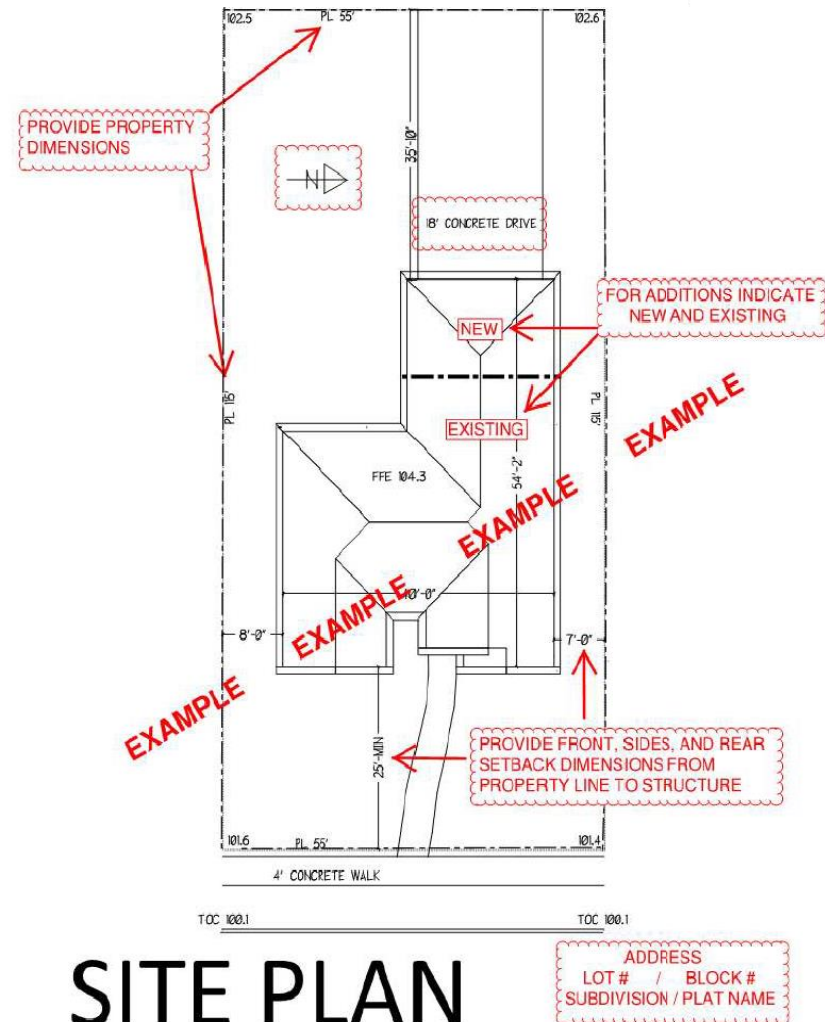 102.5
PL 55'
102.6
PROVIDE PROPERTY
DIMENSIONS
N
35'-10"
18' CONCRETE DRIVE
FOR ADDITIONS INDICATE
NEW AND EXISTING
NEW
PL 115'
PL 115'
EXISTING
EXAMPLE
FFE 104.3
54'-2"
EXAMPLE
40'-0"
EXAMPLE
8'-0"
7'-0"
EXAMPLE
25'-MIN
PROVIDE FRONT, SIDES, AND REAR
SETBACK DIMENSIONS FROM
PROPERTY LINE TO STRUCTURE
101.6
PL 55'
101.4
4' CONCRETE WALK
TOC 100.1
TOC 100.1
SITE PLAN
ADDRESS
LOT # / BLOCK #
SUBDIVISION / PLAT NAME